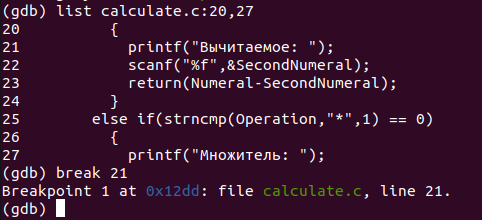 (gdb) list calculate.c:20,27
20          {
21            printf("Вычитаемое: ");
22            scanf("%f",&SecondNumeral);
23            return(Numeral-SecondNumeral);
24          }
25        else if(strncmp(Operation,"*",1) == 0)
26          {
27            printf("Множитель: ");
(gdb) break 21
Breakpoint 1 at 0x12dd: file calculate.c, line 21.
(gdb)